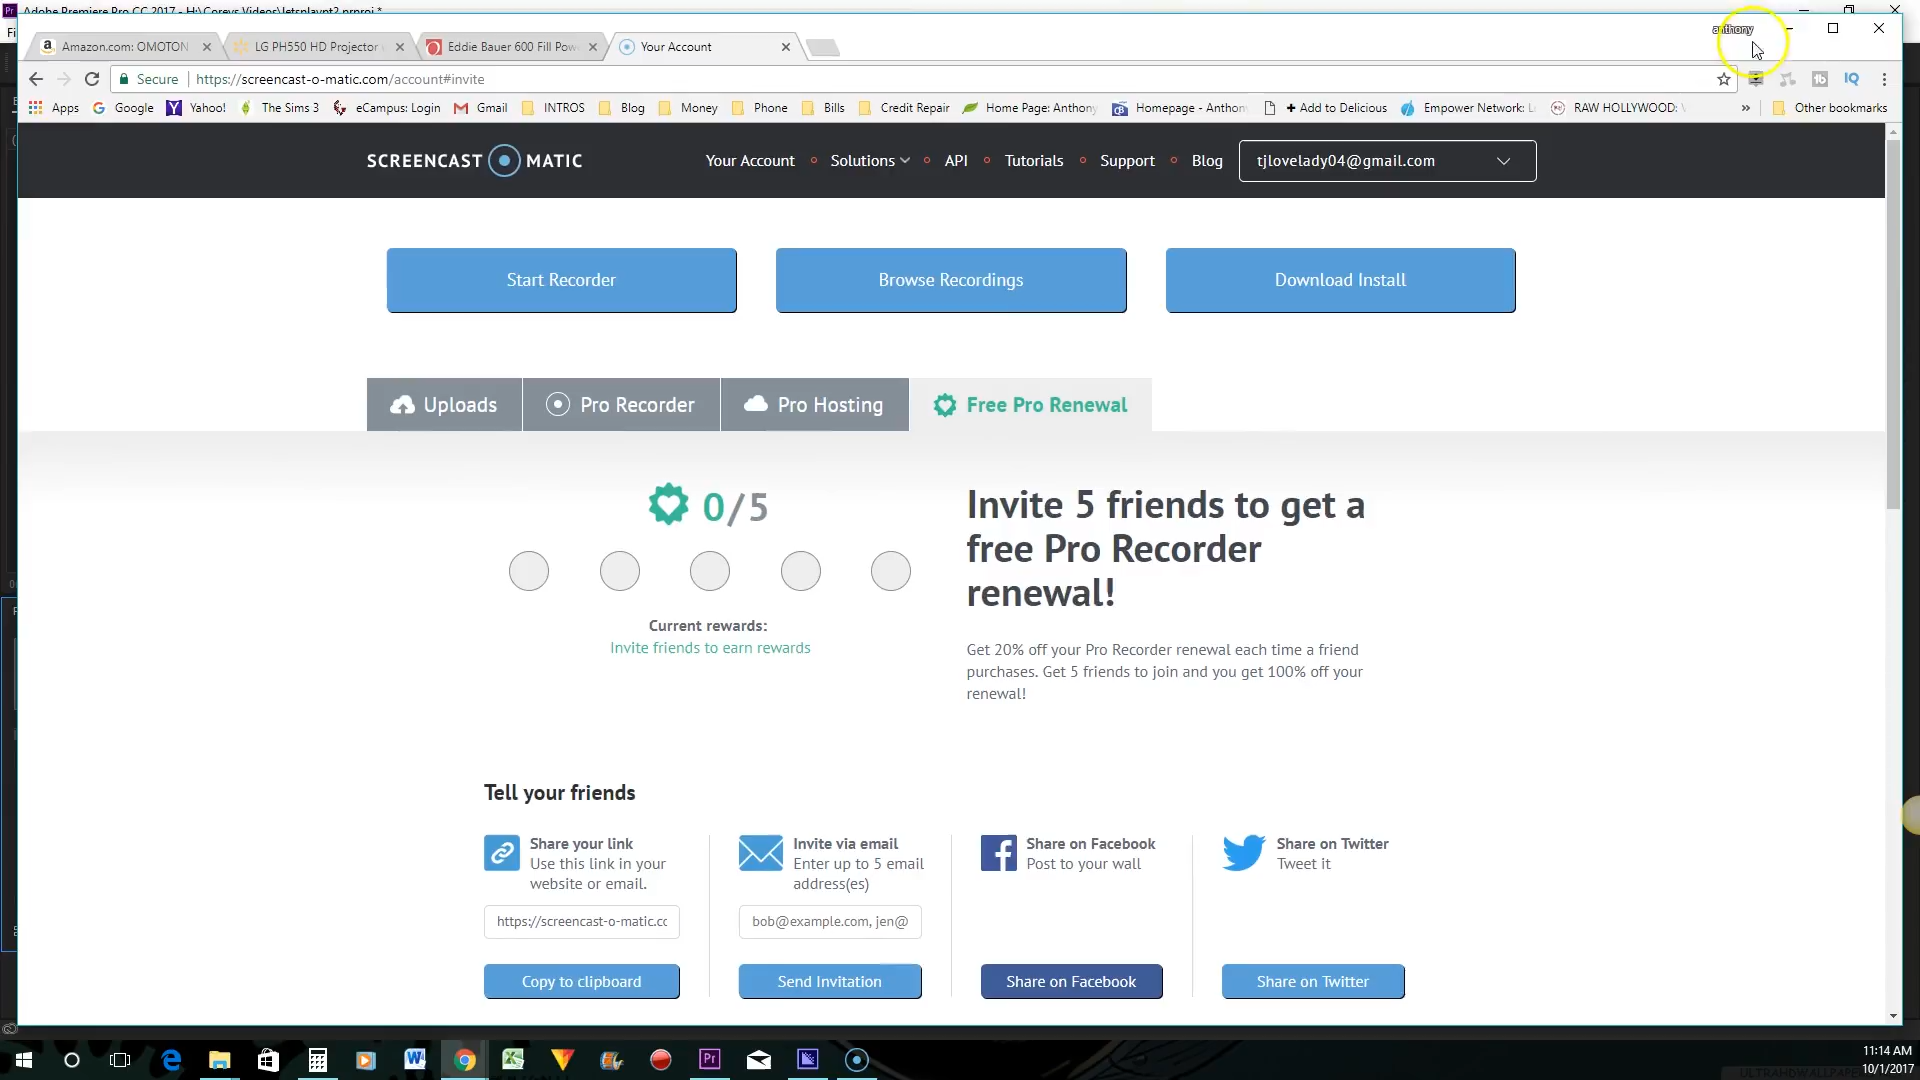 Adobe Premiere Pro CC 2017 - H:\Coreys Videos\letsplaypt2.prproj *
Amazon.com: OMOTON
LG PH550 HD Projector
Eddie Bauer 600 Fill Pow
Your Account
anthony
Secure
https://screencast-o-matic.com/account#invite
Apps
Google
Yahoo!
The Sims 3
eCampus: Login
Gmail
INTROS
Blog
Money
Phone
Bills
Credit Repair
Home Page: Anthony
Homepage - Anthon
+ Add to Delicious
Empower Network: L
RAW HOLLYWOOD:
»
Other bookmarks
SCREENCAST MATIC
Your Account
Solutions
API
Tutorials
Support
Blog
tjlovelady04@gmail.com
Start Recorder
Browse Recordings
Download Install
Uploads
Pro Recorder
Pro Hosting
Free Pro Renewal
0/5
Current rewards:
Invite friends to earn rewards
Invite 5 friends to get a
free Pro Recorder
renewal!
Get 20% off your Pro Recorder renewal each time a friend
purchases. Get 5 friends to join and you get 100% off your
renewal!
Tell your friends
Share your link
Use this link in your
website or email.
https://screencast-o-matic.cc
Copy to clipboard
Invite via email
Enter up to 5 email
address(es)
bob@example.com, jen@
Send Invitation
Share on Facebook
Post to your wall
Share on Facebook
Share on Twitter
Tweet it
Share on Twitter
11:14 AM
10/1/2017